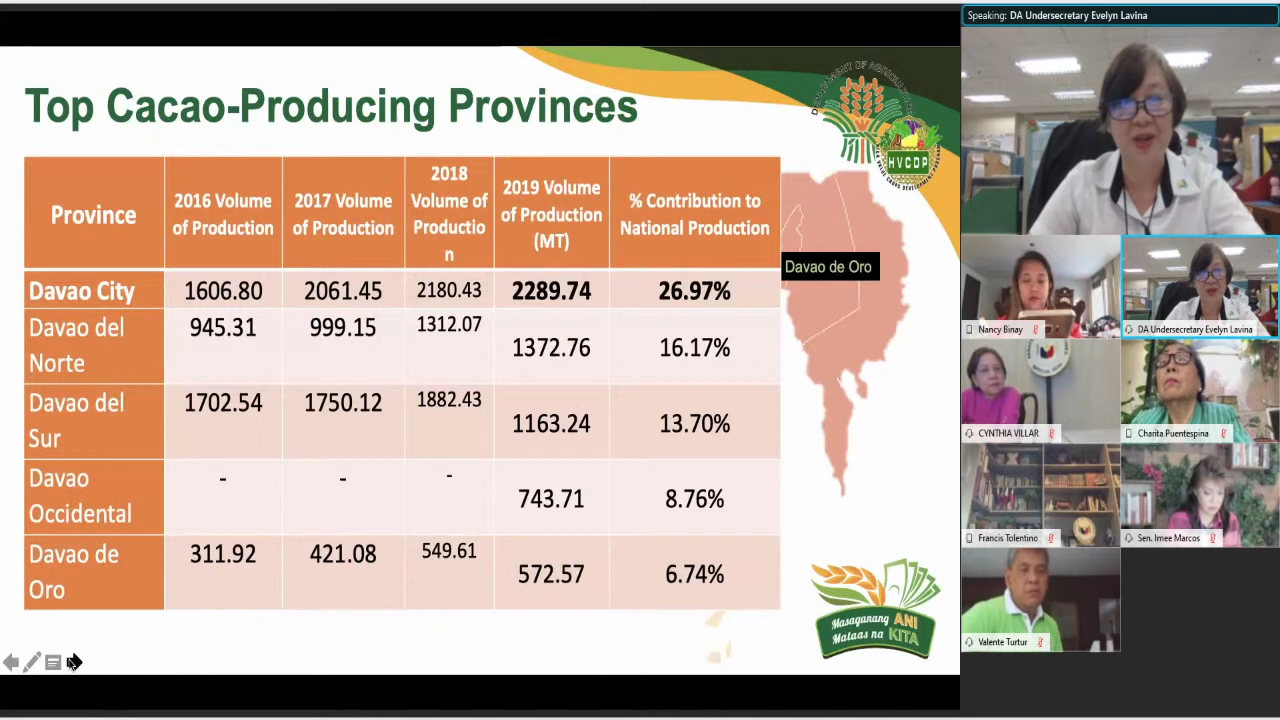 Speaking: DA Undersecretary Evelyn Lavina
Top Cacao-Producing Provinces
Province
2016 Volume
of Production
2017 Volume
of Production
2018
Volume of
Productio
n
2019 Volume
of Production
(MT)
% Contribution to
National Production
Davao City
1606.80
2061.45
2180.43
2289.74
26.97%
Davao del
Norte
945.31
999.15
1312.07
1372.76
16.17%
Davao del
Sur
1702.54
1750.12
1882.43
1163.24
13.70%
Davao
Occidental
-
-
-
743.71
8.76%
Davao de
Oro
311.92
421.08
549.61
572.57
6.74%
Davao de Oro
DEPARTMENT OF AGRICULTURE
HVCDP
Masaganang ANI
Mataas na KITA
Nancy Binay
DA Undersecretary Evelyn Lavina
CYNTHIA VILLAR
Charita Puentespina
Francis Tolentino
Sen. Imee Marcos
Valente Turtur